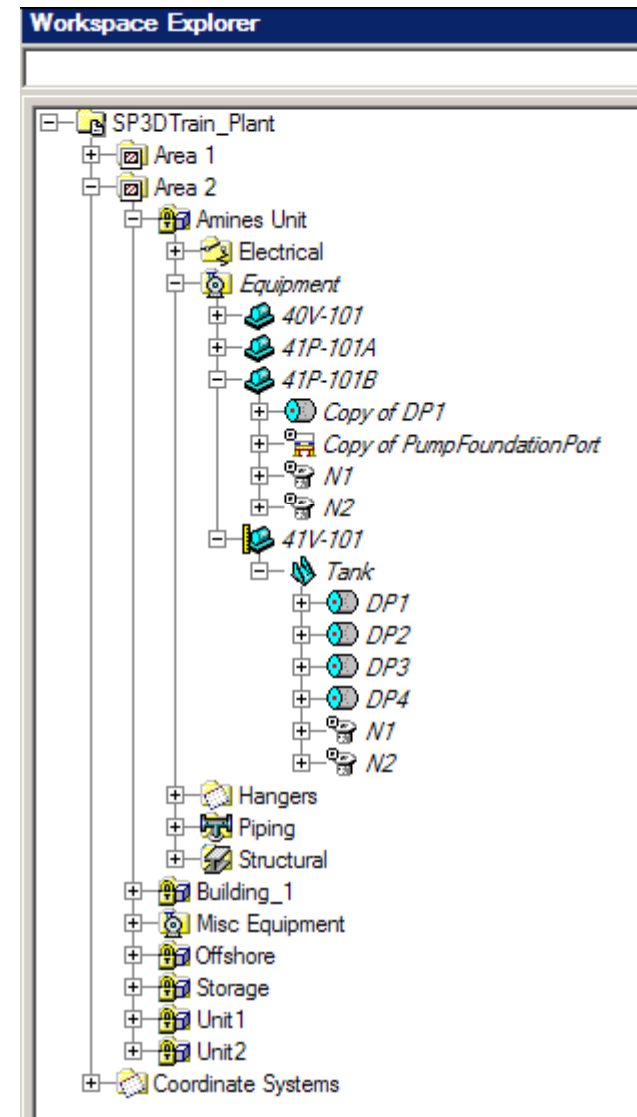 Workspace Explorer
SP3DTrain_Plant
Area 1
Area 2
Amines Unit
Electrical
Equipment
40V-101
41P-101A
41P-101B
Copy of DP1
Copy of PumpFoundationPort
N1
N2
41V-101
Tank
DP1
DP2
DP3
DP4
N1
N2
Hangers
Piping
Structural
Building_1
Misc Equipment
Offshore
Storage
Unit1
Unit2
Coordinate Systems